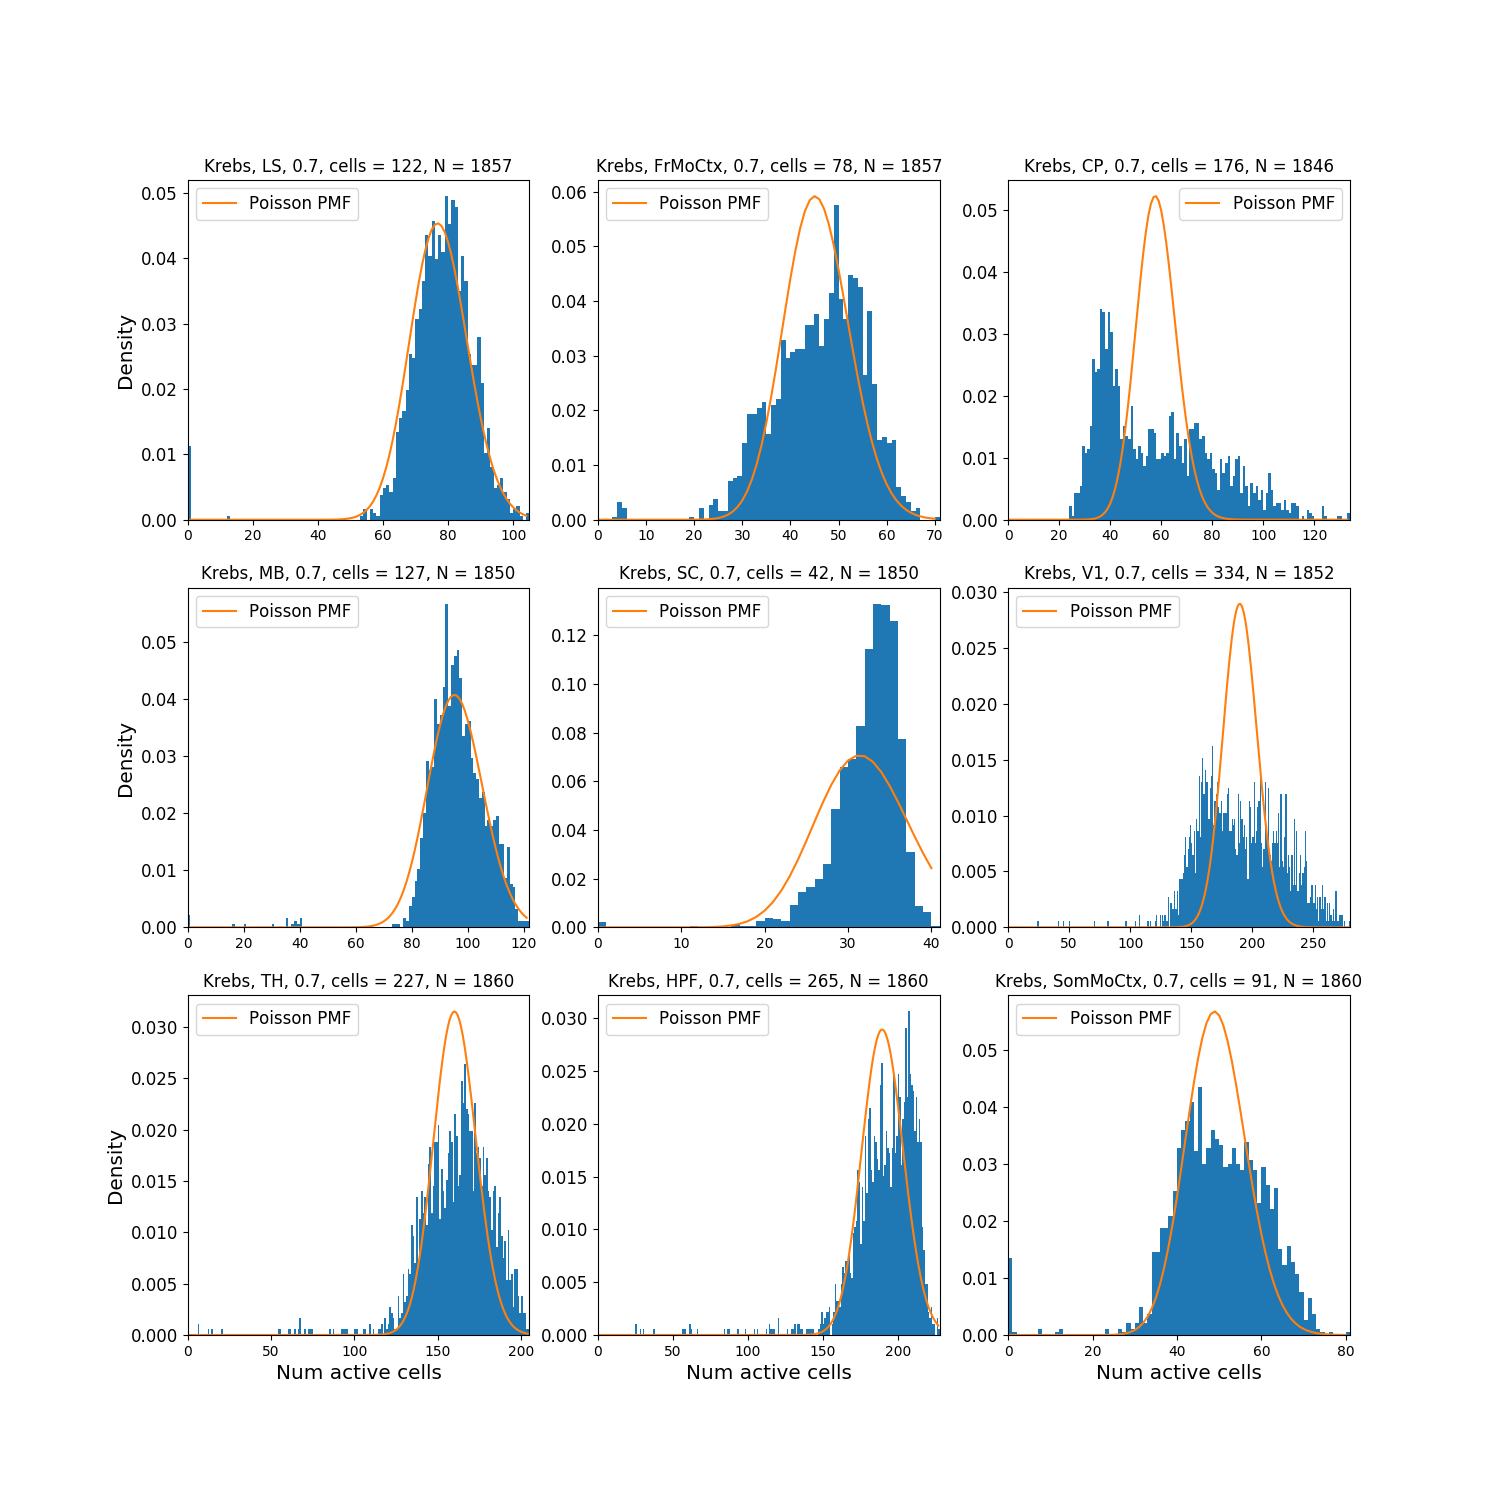 Krebs, LS, 0.7, cells = 122, N = 1857
Krebs, FrMoCtx, 0.7, cells = 78, N = 1857
Krebs, CP, 0.7, cells = 176, N = 1846
Poisson PMF
Poisson PMF
Poisson PMF
Density
0.05
0.04
0.03
0.02
0.01
0.00
0 20 40 60 80 100
0.06
0.05
0.04
0.03
0.02
0.01
0.00
0 10 20 30 40 50 60 70
0.05
0.04
0.03
0.02
0.01
0.00
0 20 40 60 80 100 120
Krebs, MB, 0.7, cells = 127, N = 1850
Krebs, SC, 0.7, cells = 42, N = 1850
Krebs, V1, 0.7, cells = 334, N = 1852
Poisson PMF
Poisson PMF
Poisson PMF
Density
0.05
0.04
0.03
0.02
0.01
0.00
0 20 40 60 80 100 120
0.12
0.10
0.08
0.06
0.04
0.02
0.00
0 10 20 30 40
0.030
0.025
0.020
0.015
0.010
0.005
0.000
0 50 100 150 200 250
Krebs, TH, 0.7, cells = 227, N = 1860
Krebs, HPF, 0.7, cells = 265, N = 1860
Krebs, SomMoCtx, 0.7, cells = 91, N = 1860
Poisson PMF
Poisson PMF
Poisson PMF
Density
0.030
0.025
0.020
0.015
0.010
0.005
0.000
0 50 100 150 200
Num active cells
0.030
0.025
0.020
0.015
0.010
0.005
0.000
0 50 100 150 200
Num active cells
0.05
0.04
0.03
0.02
0.01
0.00
0 20 40 60 80
Num active cells